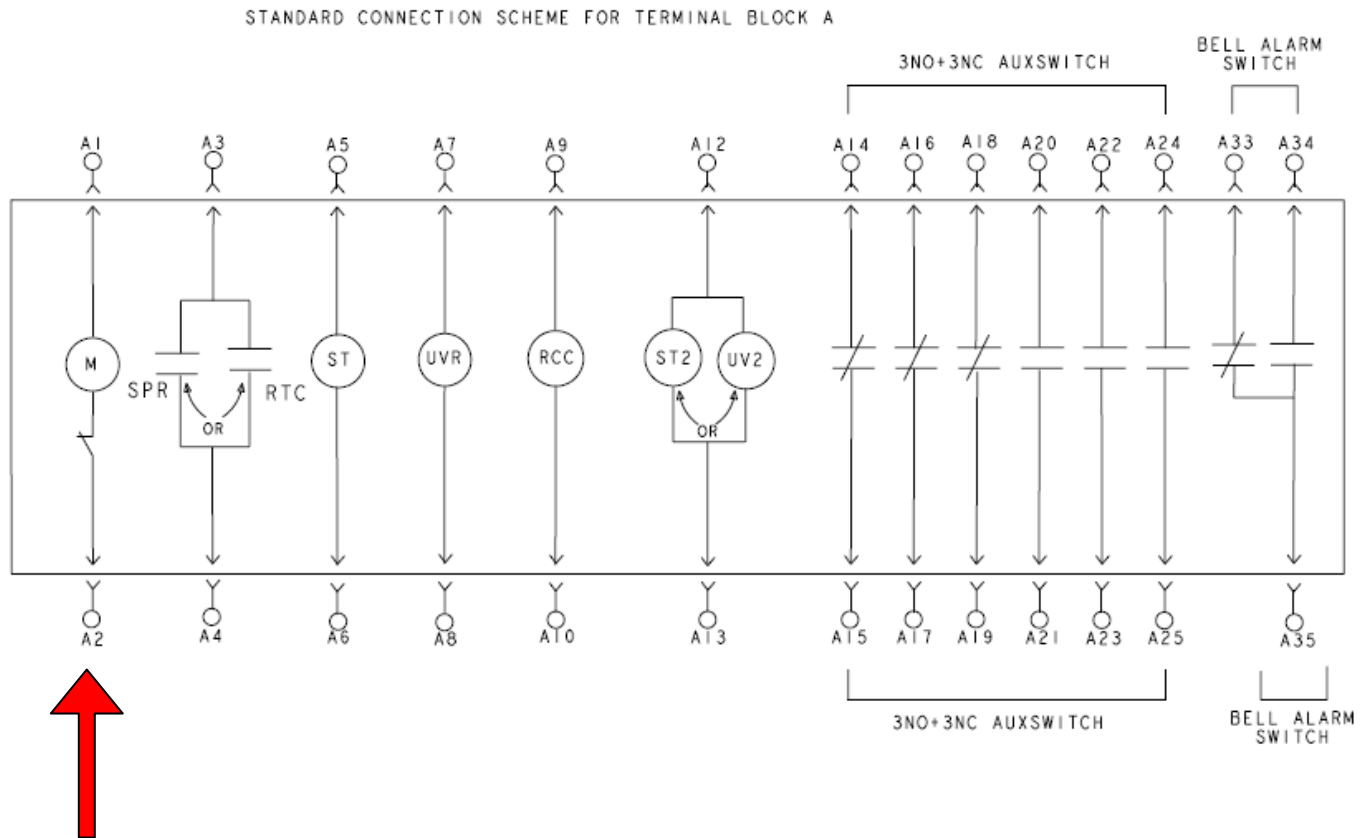 STANDARD CONNECTION SCHEME FOR TERMINAL BLOCK A
3NO+3NC AUXSWITCH
BELL ALARM
SWITCH
A1 A3 A5 A7 A9 A12 A14 A16 A18 A20 A22 A24 A33 A34
M SPR OR RTC ST UVR RCC ST2 OR UV2
A2 A4 A6 A8 A10 A13 A15 A17 A19 A21 A23 A25 A35
3NO+3NC AUXSWITCH
BELL ALARM
SWITCH